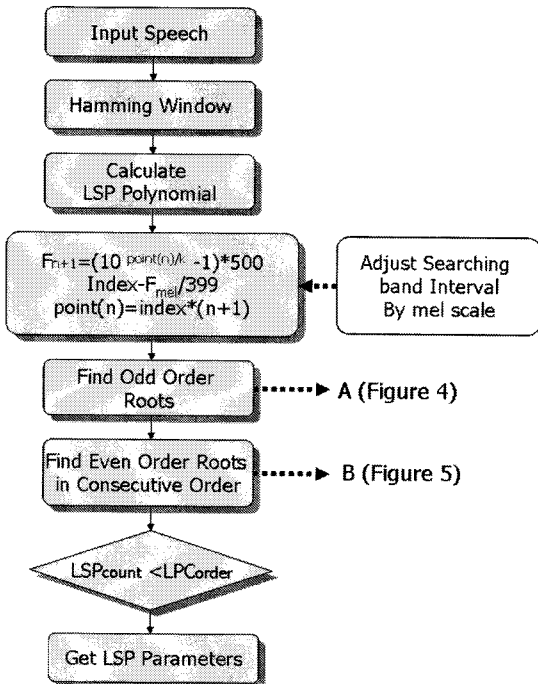 Input Speech
Hamming Window
Calculate
LSP Polynomial
Fn+1=(10 point(n)/k -1)*500
Index-Fmel/399
point(n)=index*(n+1)
Adjust Searching
band Interval
By mel scale
Find Odd Order
Roots
A (Figure 4)
Find Even Order Roots
in Consecutive Order
B (Figure 5)
LSPcount <LPCorder
Get LSP Parameters